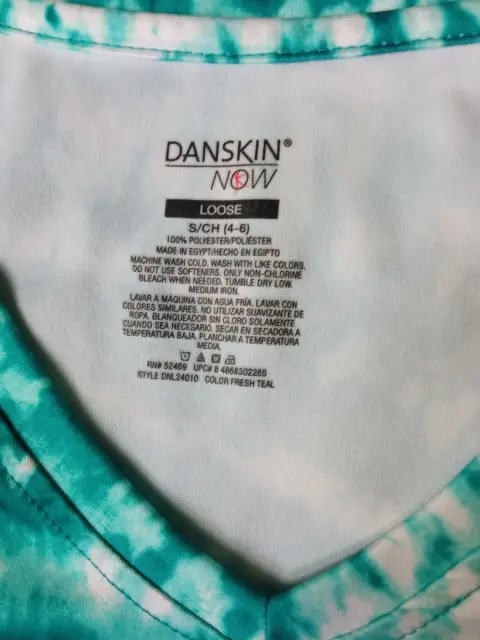 DANSKIN®
NOW
LOOSE
S/CH (4-6)
100% POLYESTER/POLIÉSTER
MADE IN EGYPT/HECHO EN EGIPTO
MACHINE WASH COLD. WASH WITH LIKE COLORS.
DO NOT USE SOFTENERS. ONLY NON-CHLORINE
BLEACH WHEN NEEDED. TUMBLE DRY LOW.
MEDIUM IRON.
LAVAR A MÁQUINA CON AGUA FRÍA. LAVAR CON
COLORES SIMILARES. NO UTILIZAR SUAVIZANTE DE
ROPA. BLANQUEADOR SIN CLORO SOLAMENTE
CUANDO SEA NECESARIO. SECAR EN SECADORA A
TEMPERATURA BAJA. PLANCHAR A TEMPERATURA
MEDIA.
RN# 52469 UPC# 8 4868302265
STYLE DNL24010 COLOR FRESH TEAL